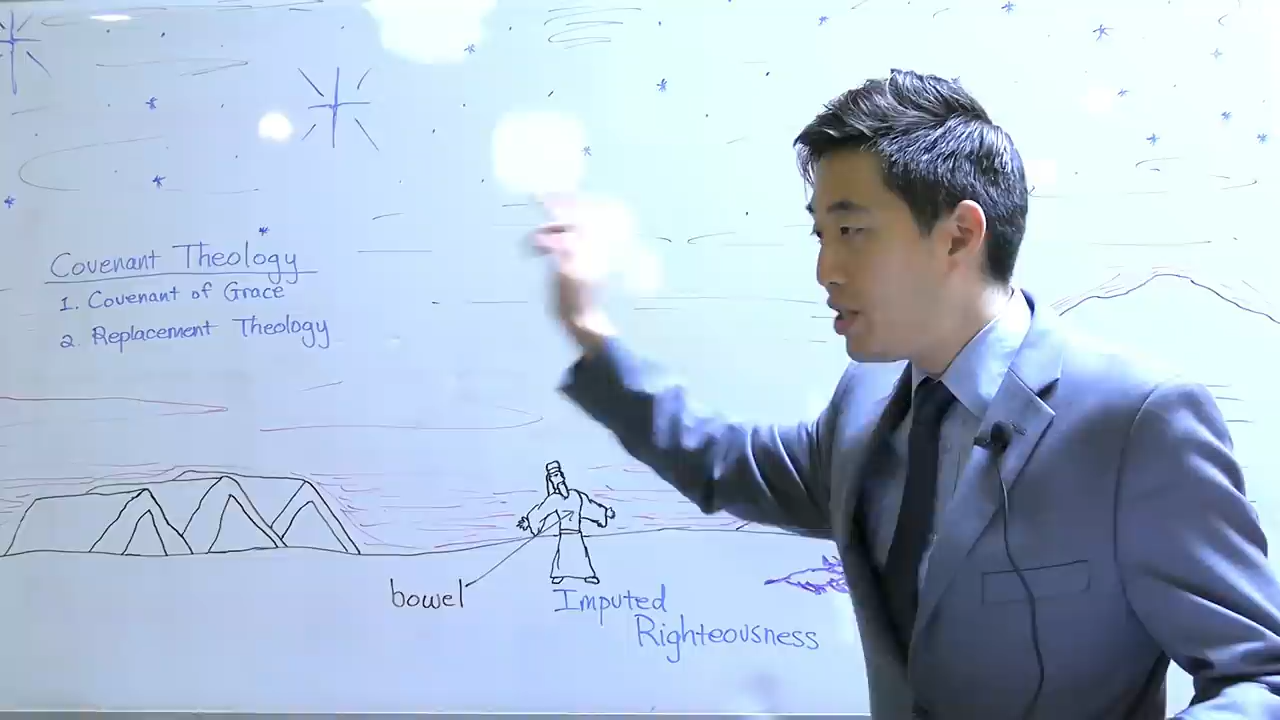 Covenant Theology
1. Covenant of Grace
2. Replacement Theology
bowel
Imputed
Righteousness